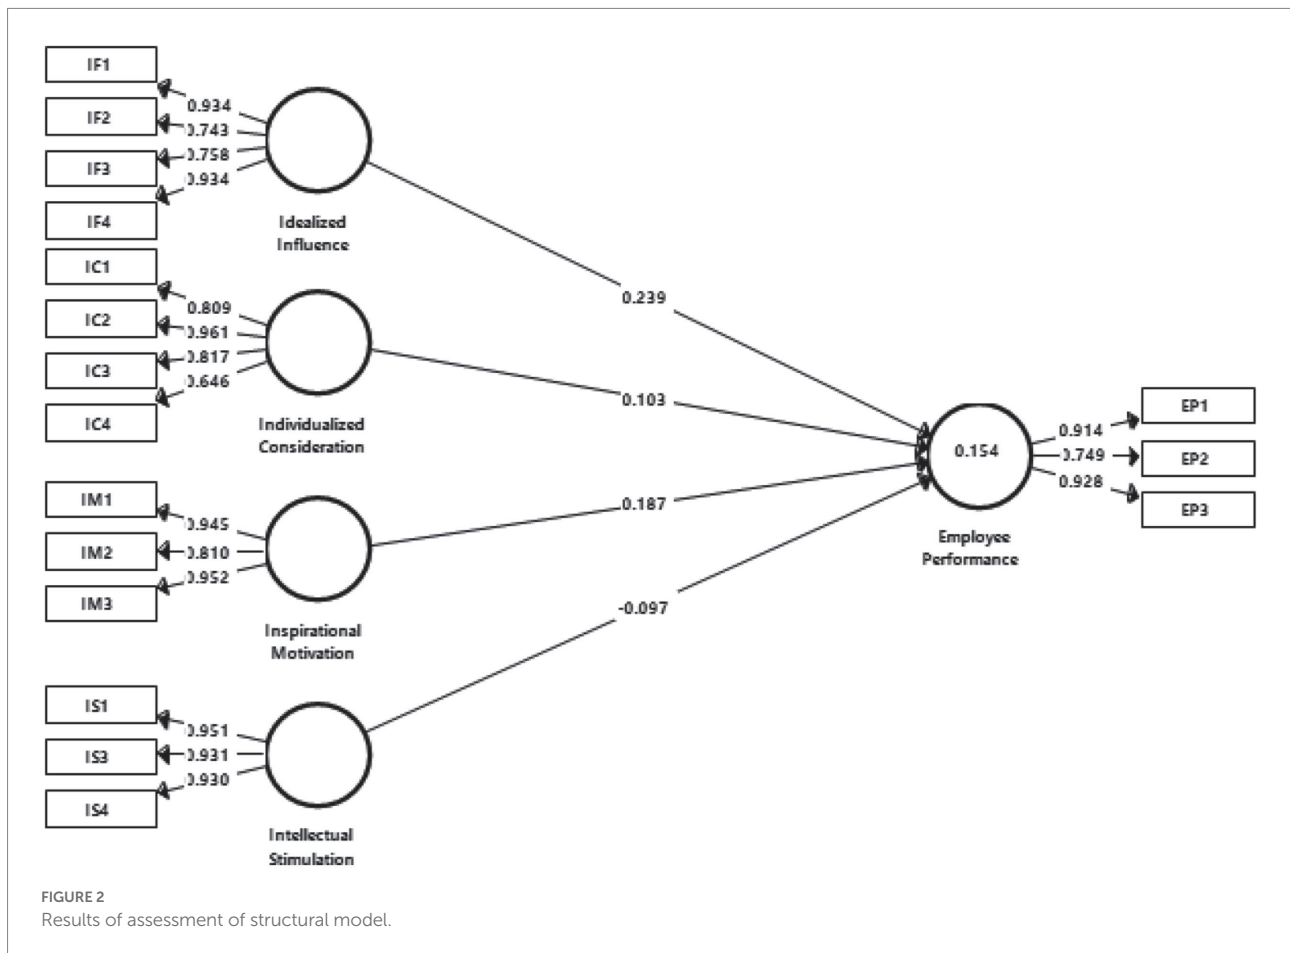 IF1
IF2
IF3
IF4
0.934
0.743
0.758
0.934
Idealized
Influence
IC1
IC2
IC3
IC4
0.809
0.961
0.817
0.646
Individualized
Consideration
IM1
IM2
IM3
0.945
0.810
0.952
Inspirational
Motivation
IS1
IS3
IS4
0.951
0.931
0.930
Intellectual
Stimulation
0.239
0.103
0.187
-0.097
0.154
Employee
Performance
0.914
0.749
0.928
EP1
EP2
EP3
FIGURE 2
Results of assessment of structural model.